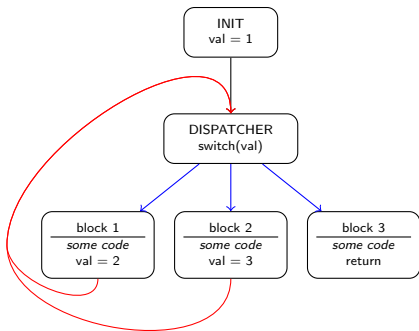 INIT
val = 1
DISPATCHER
switch(val)
block 1
some code
val = 2
block 2
some code
val = 3
block 3
some code
return